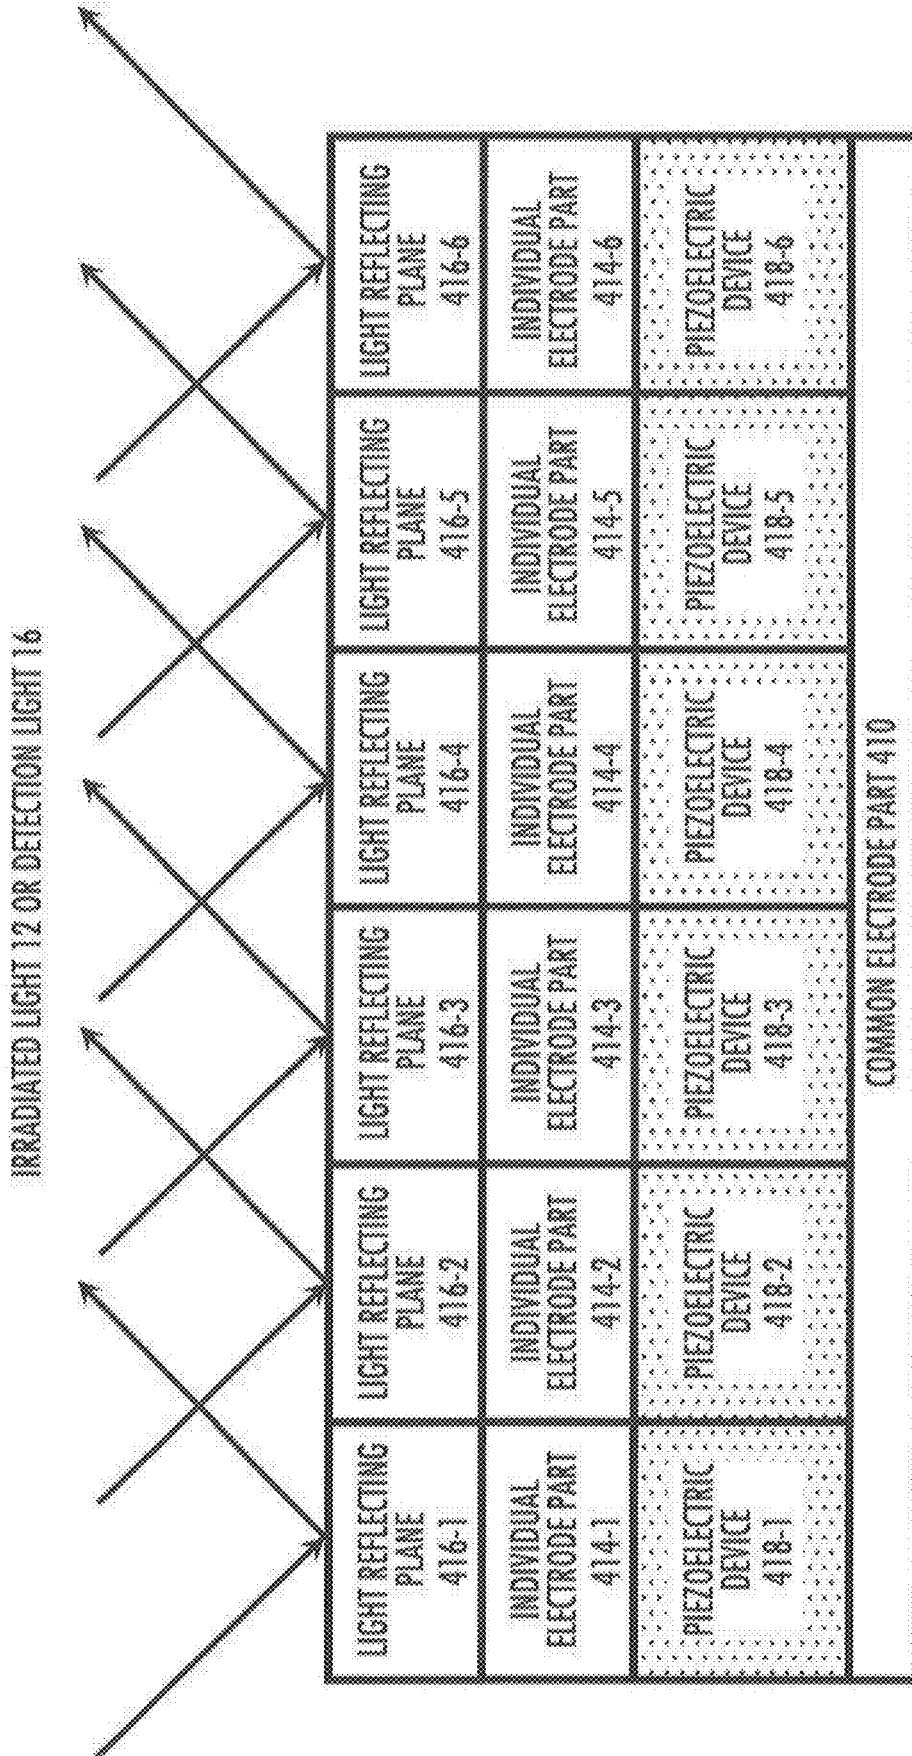 IRRADIATED LIGHT 12 OR DETECTION LIGHT 16
LIGHT REFLECTING
PLANE
416-1
LIGHT REFLECTING
PLANE
416-2
LIGHT REFLECTING
PLANE
416-3
LIGHT REFLECTING
PLANE
416-4
LIGHT REFLECTING
PLANE
416-5
LIGHT REFLECTING
PLANE
416-6
INDIVIDUAL
ELECTRODE PART
414-1
INDIVIDUAL
ELECTRODE PART
414-2
INDIVIDUAL
ELECTRODE PART
414-3
INDIVIDUAL
ELECTRODE PART
414-4
INDIVIDUAL
ELECTRODE PART
414-5
INDIVIDUAL
ELECTRODE PART
414-6
PIEZOELECTRIC
DEVICE
418-1
PIEZOELECTRIC
DEVICE
418-2
PIEZOELECTRIC
DEVICE
418-3
PIEZOELECTRIC
DEVICE
418-4
PIEZOELECTRIC
DEVICE
418-5
PIEZOELECTRIC
DEVICE
418-6
COMMON ELECTRODE PART 410